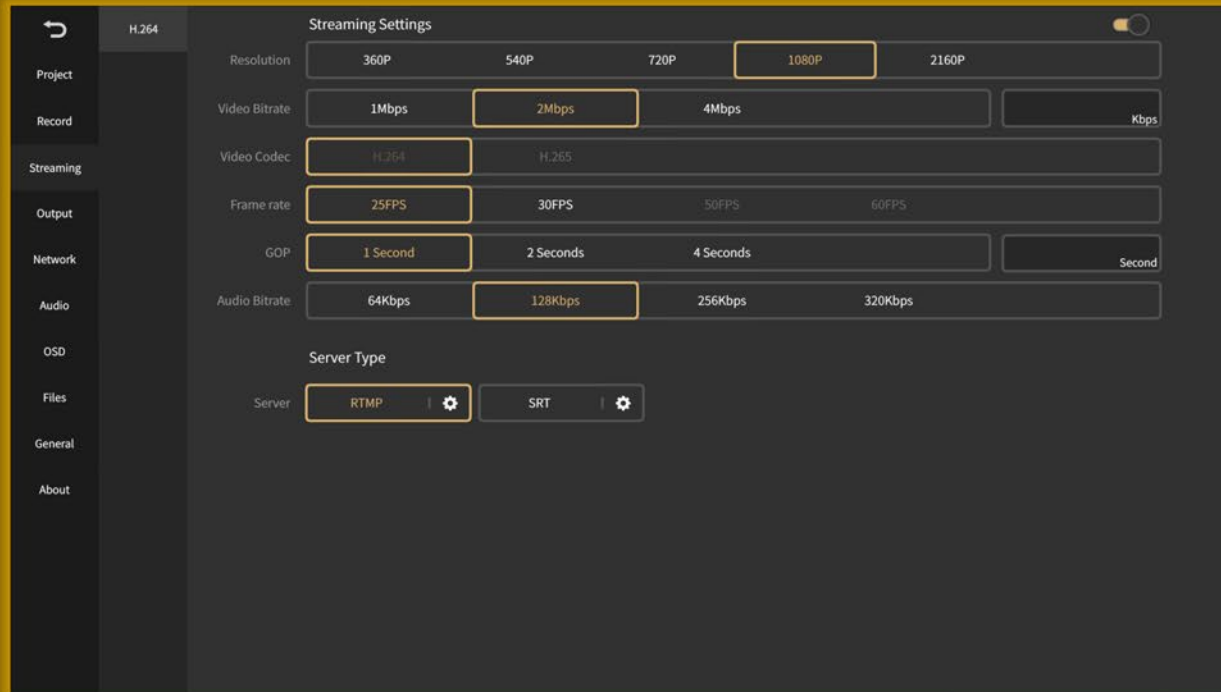 H.264
Streaming Settings
Project
Record
Streaming
Output
Network
Audio
OSD
Files
General
About
Resolution 360P 540P 720P 1080P 2160P
Video Bitrate 1Mbps 2Mbps 4Mbps Kbps
Video Codec H.264 H.265
Frame rate 25FPS 30FPS 50FPS 60FPS
GOP 1 Second 2 Seconds 4 Seconds Second
Audio Bitrate 64Kbps 128Kbps 256Kbps 320Kbps
Server Type
Server RTMP SRT